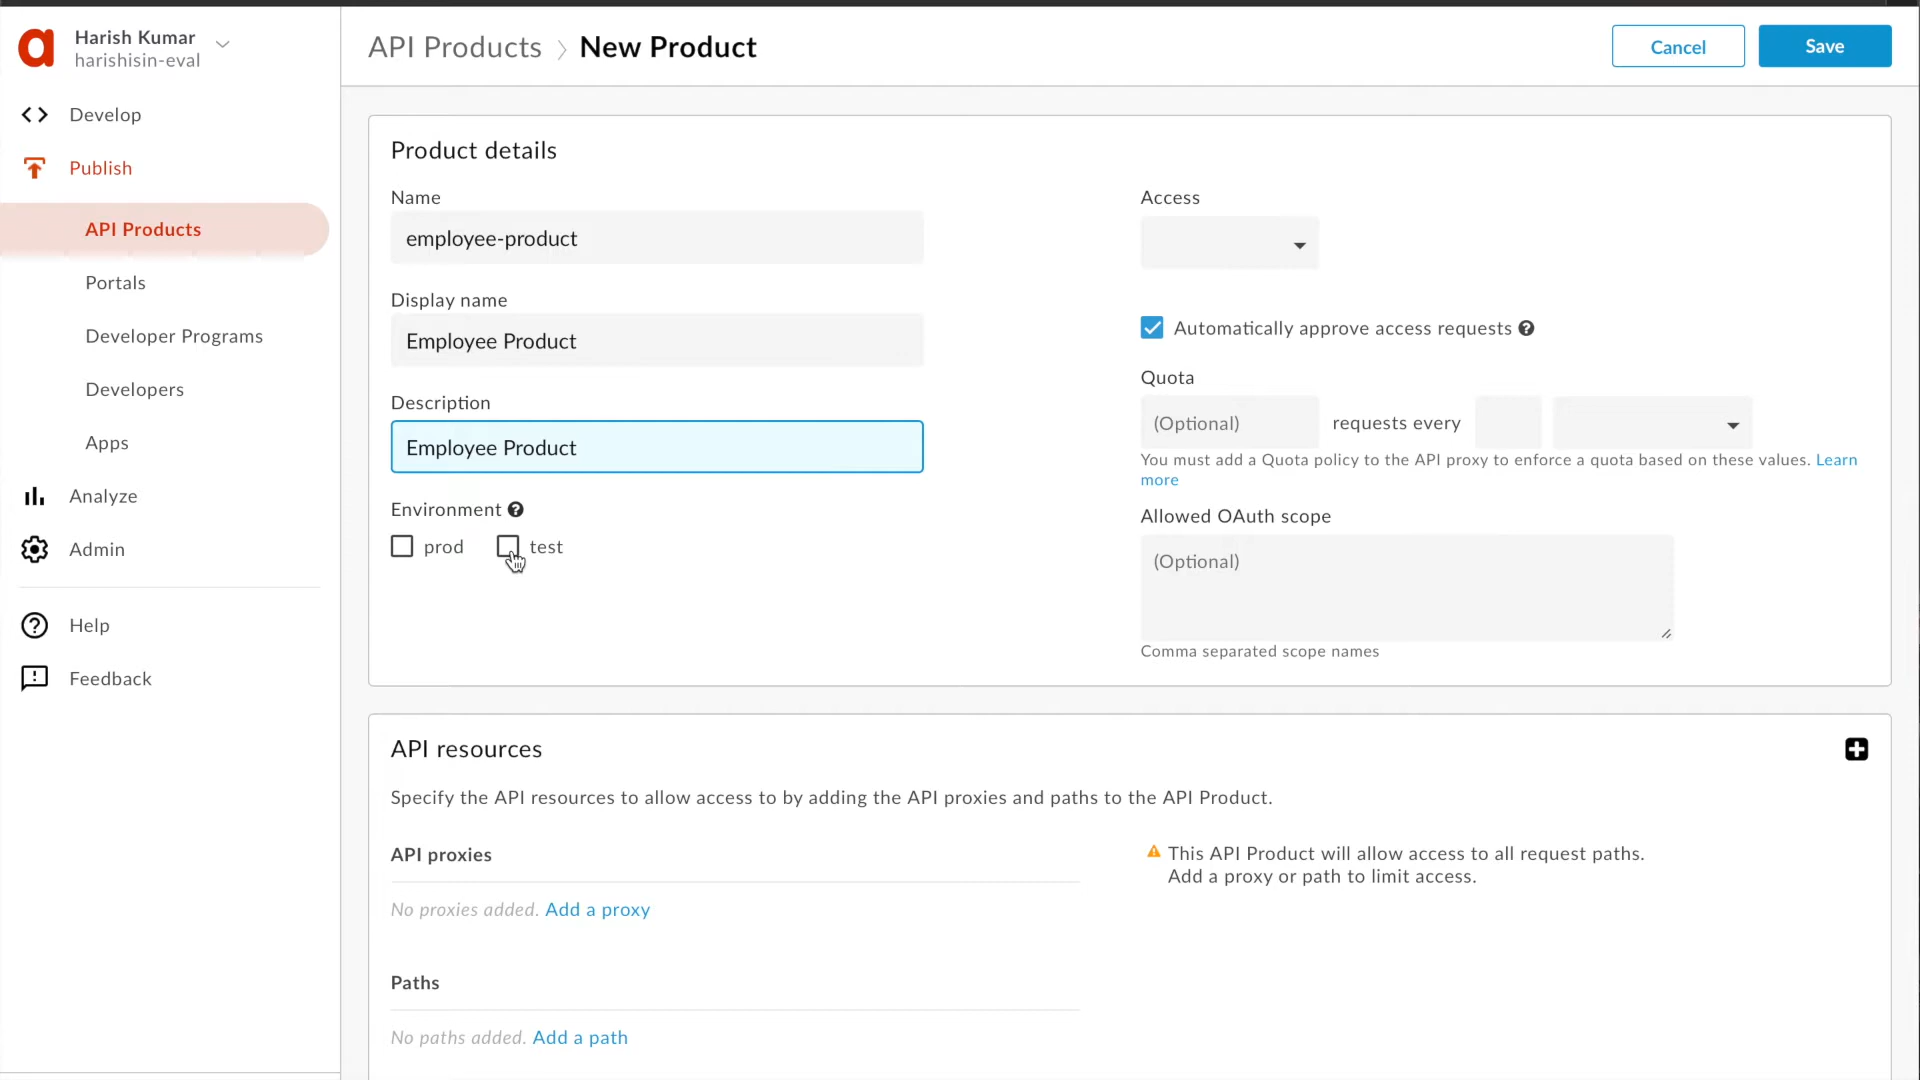 Harish Kumar
harishisin-eval
Develop
Publish
API Products
Portals
Developer Programs
Developers
Apps
Analyze
Admin
Help
Feedback
API Products > New Product
Cancel
Save
Product details
Name
employee-product
Display name
Employee Product
Description
Employee Product
Environment
prod
test
Access
Automatically approve access requests
Quota
(Optional) requests every
You must add a Quota policy to the API proxy to enforce a quota based on these values. Learn
more
Allowed OAuth scope
(Optional)
Comma separated scope names
API resources
Specify the API resources to allow access to by adding the API proxies and paths to the API Product.
API proxies
No proxies added. Add a proxy
This API Product will allow access to all request paths.
Add a proxy or path to limit access.
Paths
No paths added. Add a path